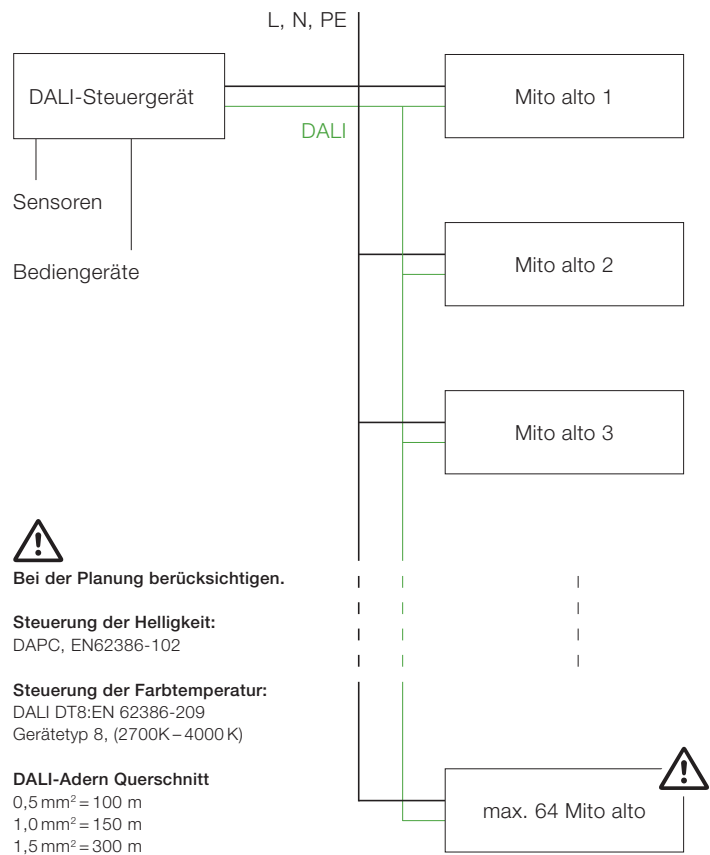 L, N, PE
DALI-Steuergerät
Mito alto 1
DALI
Sensoren
Bediengeräte
Mito alto 2
Mito alto 3
Bei der Planung berücksichtigen.
Steuerung der Helligkeit:
DAPC, EN62386-102
Steuerung der Farbtemperatur:
DALI DT8:EN 62386-209
Gerätetyp 8, (2700K–4000 K)
DALI-Adern Querschnitt
0,5 mm² = 100 m
1,0 mm² = 150 m
1,5 mm² = 300 m
max. 64 Mito alto